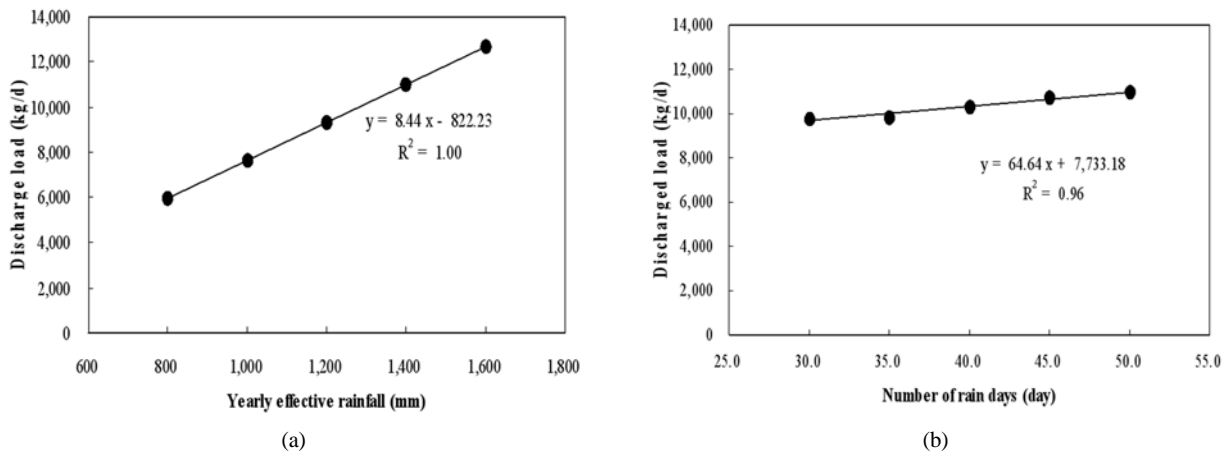 14,000
12,000
10,000
8,000
6,000
4,000
2,000
0
Discharge load (kg/d)
y = 8.44 x - 822.23
R² = 1.00
600 800 1,000 1,200 1,400 1,600 1,800
Yearly effective rainfall (mm)
(a)
14,000
12,000
10,000
8,000
6,000
4,000
2,000
0
Discharged load (kg/d)
y = 64.64 x + 7,733.18
R² = 0.96
25.0 30.0 35.0 40.0 45.0 50.0 55.0
Number of rain days (day)
(b)